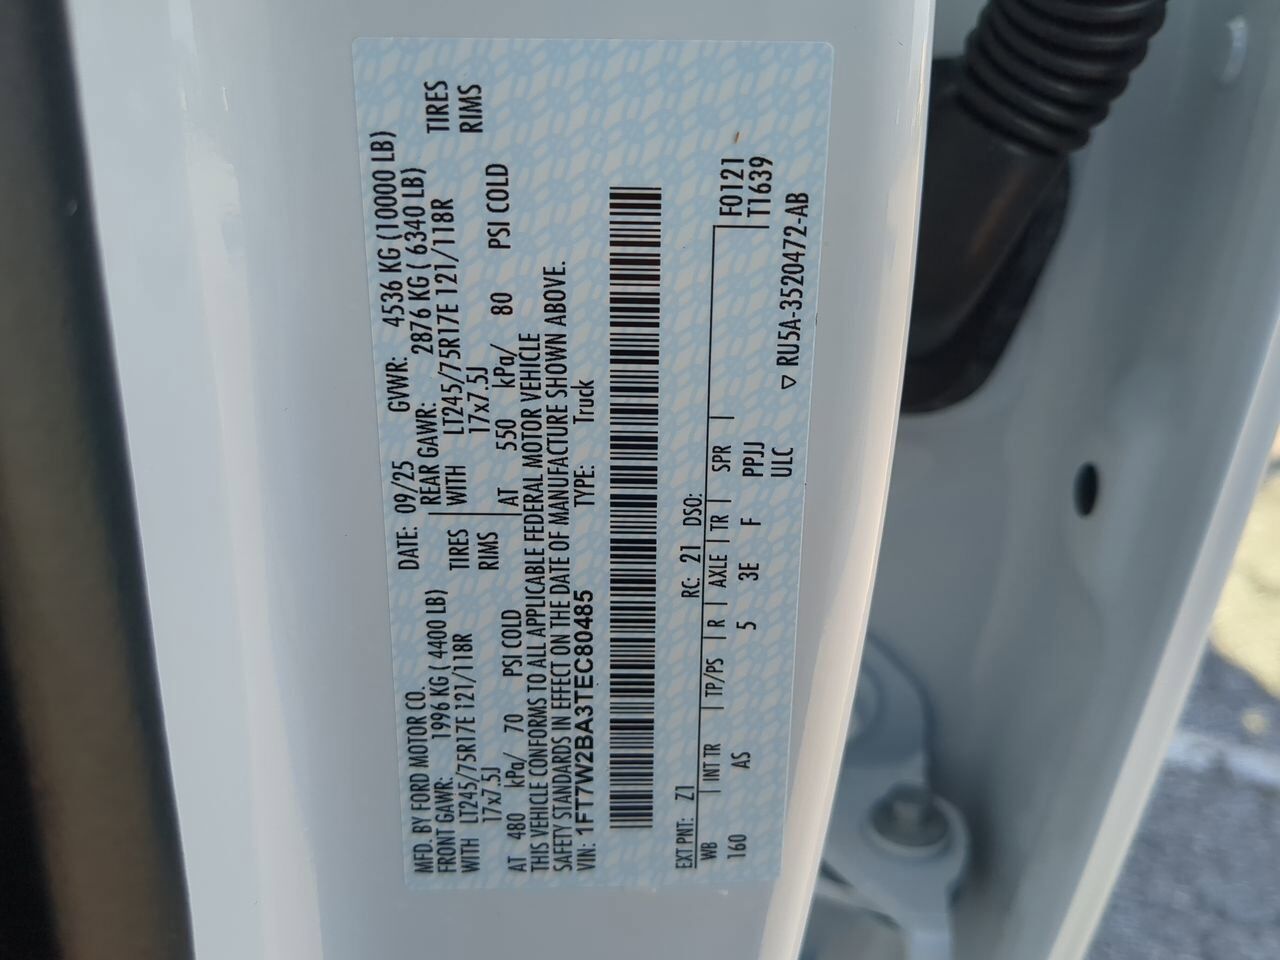 MFD. BY FORD MOTOR CO. DATE: 09/25 GVWR: 4536 KG (10000 LB)
FRONT GAWR: 1996 KG ( 4400 LB) REAR GAWR: 2876 KG ( 6340 LB)
WITH LT245/75R17E 121/118R TIRES WITH LT245/75R17E 121/118R TIRES
17x7.5J RIMS 17x7.5J RIMS
AT 480 kPa/ 70 PSI COLD AT 550 kPa/ 80 PSI COLD
THIS VEHICLE CONFORMS TO ALL APPLICABLE FEDERAL MOTOR VEHICLE
SAFETY STANDARDS IN EFFECT ON THE DATE OF MANUFACTURE SHOWN ABOVE.
VIN: 1FT7W2BA3TEC80485 TYPE: Truck
EXT PNT: Z1 RC: 21 DSO:
WB INT TR TP/PS R AXLE TR SPR F0121
160 AS 5 3E F PPJJ T1639
ULC
▽ RU5A-3520472-AB